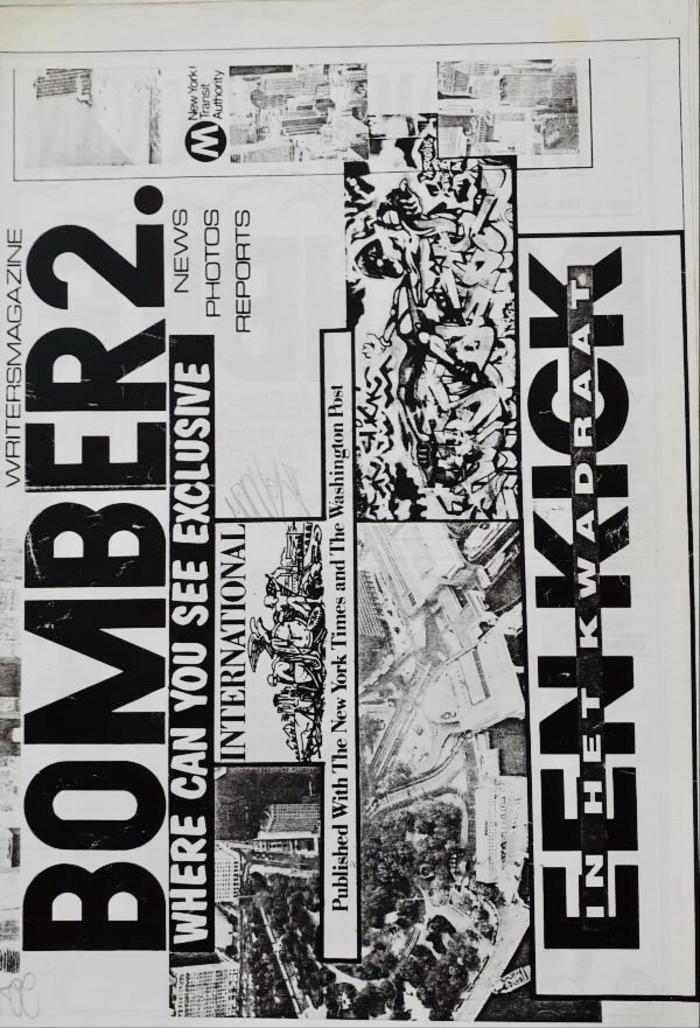 WRITERSMAGAZINE
BOMBER2.
WHERE CAN YOU SEE EXCLUSIVE
NEWS
PHOTOS
REPORTS
M
New York
Transit
Authority
INTERNATIONAL
Published With The New York Times and The Washington Post
EEN KICK
IN HET KWADRAAT